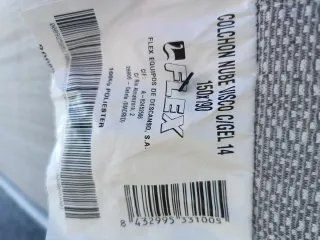 COLCHON NUBE VISCO C/GEL 14
150x190
FLEX
FLEX EQUIPOS DE DESCANSO, S.A.
100% POLIESTER
8 432995 331005